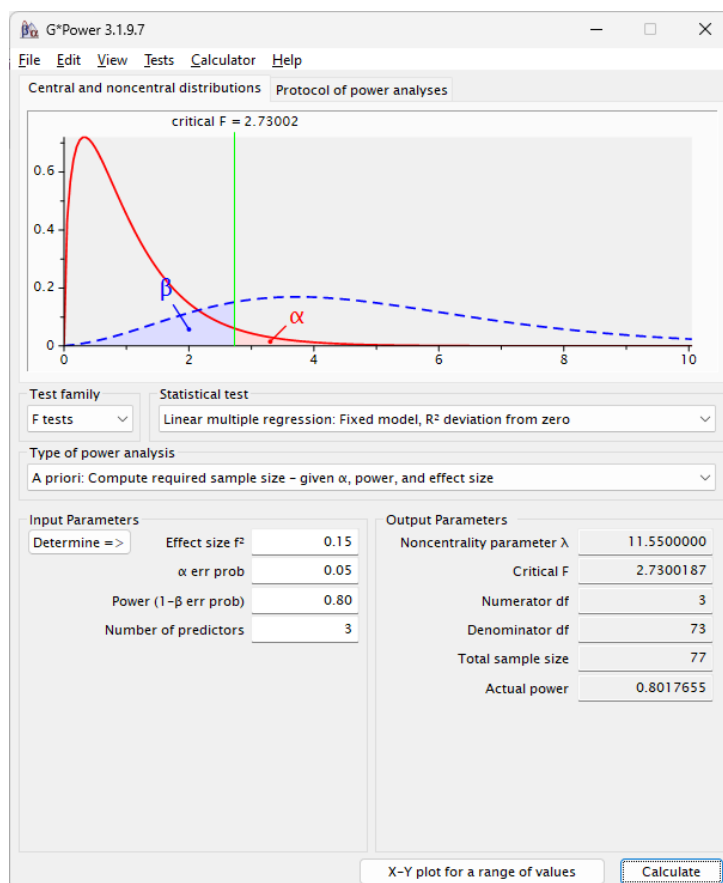 G*Power 3.1.9.7
File Edit View Tests Calculator Help
Central and noncentral distributions Protocol of power analyses
critical F = 2.73002
0.6
0.4
0.2
0
β
α
0 2 4 6 8 10
Test family Statistical test
F tests Linear multiple regression: Fixed model, R² deviation from zero
Type of power analysis
A priori: Compute required sample size – given α, power, and effect size
Input Parameters Output Parameters
Determine => Effect size f² 0.15 Noncentrality parameter λ 11.5500000
α err prob 0.05 Critical F 2.7300187
Power (1-β err prob) 0.80 Numerator df 3
Number of predictors 3 Denominator df 73
Total sample size 77
Actual power 0.8017655
X-Y plot for a range of values Calculate